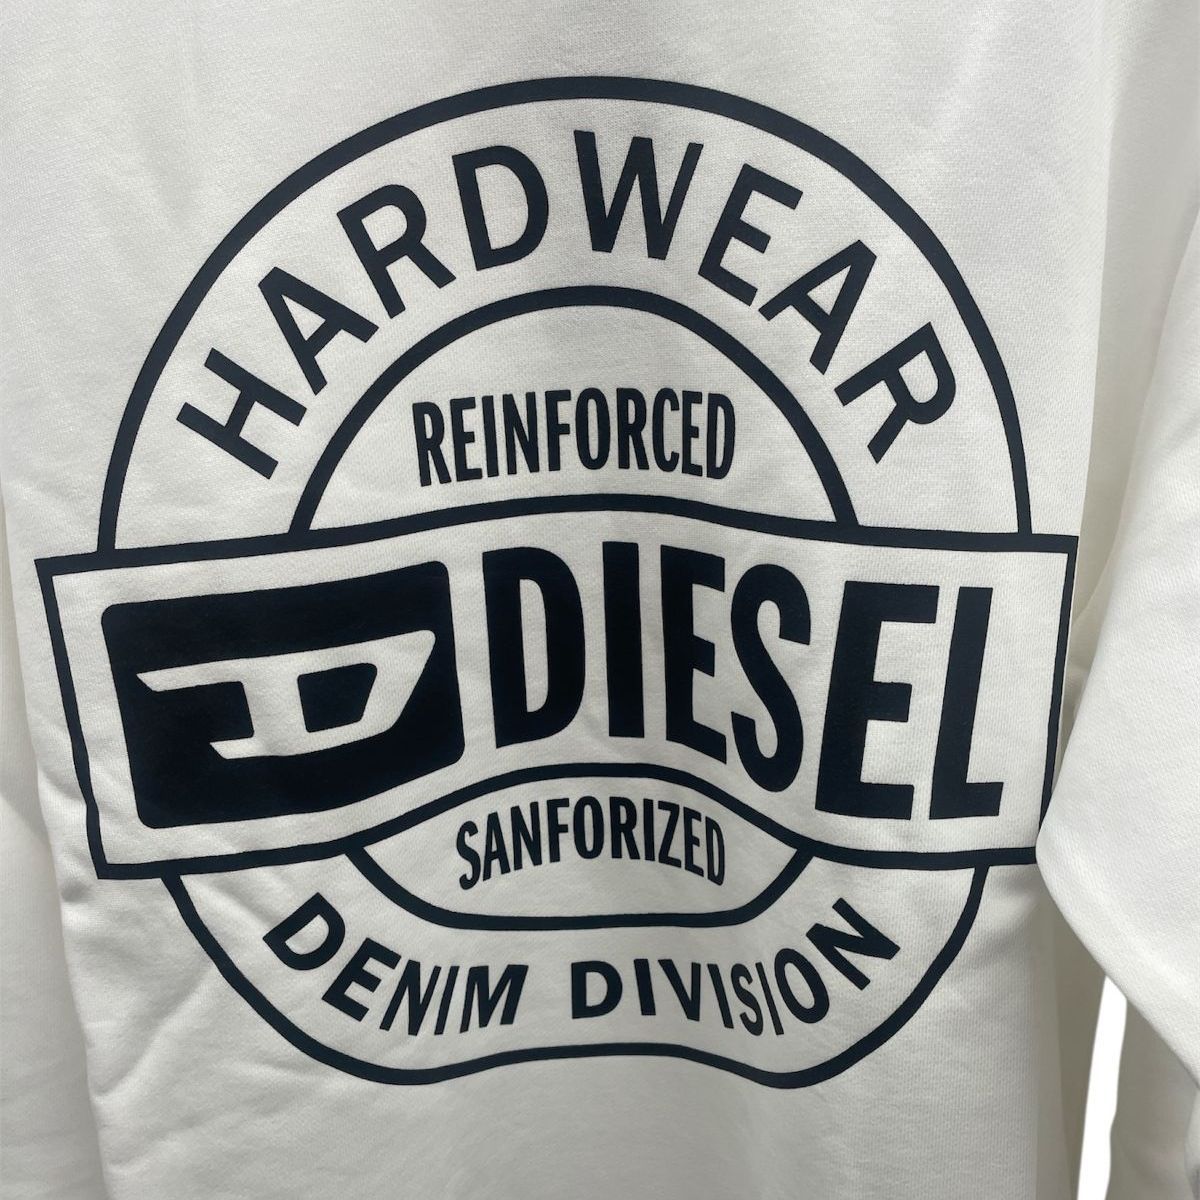 HARDWEAR
REINFORCED
D DIESEL
SANFORIZED
DENIM DIVISION